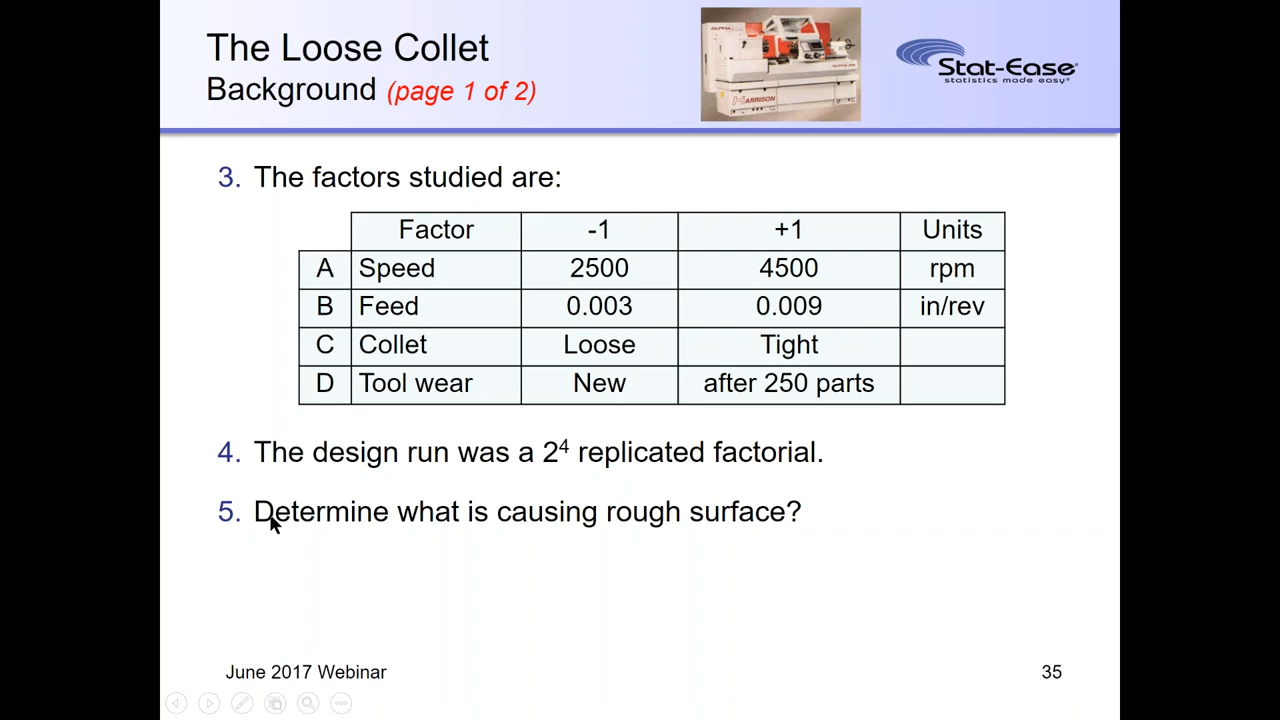 The Loose Collet
Background (page 1 of 2)
HARRISON
Stat-Ease
statistics made easy®
3. The factors studied are:
Factor -1 +1 Units
A Speed 2500 4500 rpm
B Feed 0.003 0.009 in/rev
C Collet Loose Tight
D Tool wear New after 250 parts
4. The design run was a 2⁴ replicated factorial.
5. Determine what is causing rough surface?
June 2017 Webinar
35